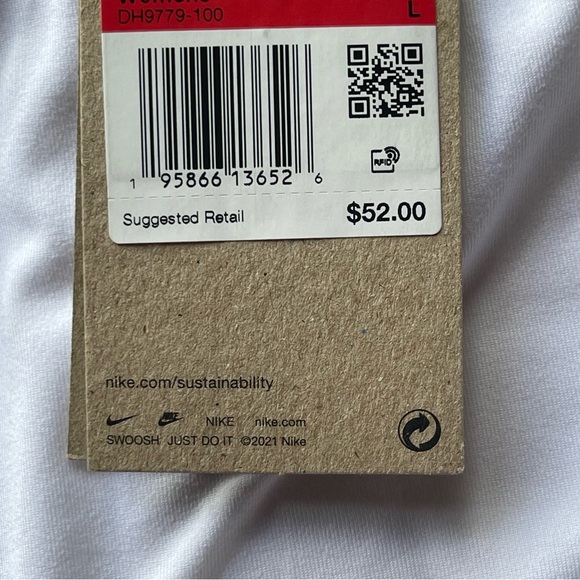 Womens
DH9779-100
L
1 95866 13652 6
RFID
Suggested Retail $52.00
nike.com/sustainability
NIKE nike.com
SWOOSH JUST DO IT ©2021 Nike